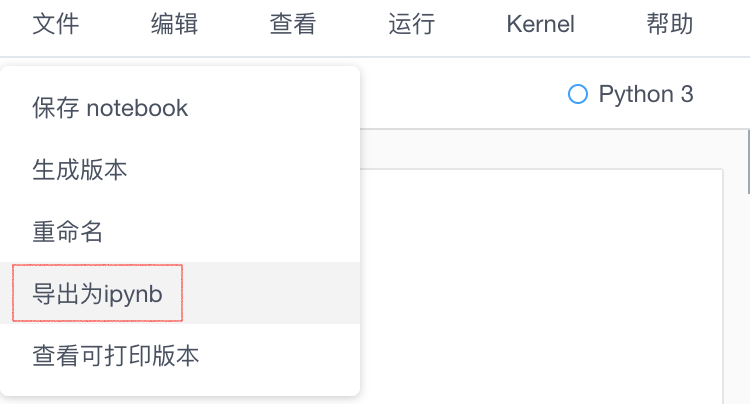 文件 编辑 查看 运行 Kernel 帮助
Python 3
保存 notebook
生成版本
重命名
导出为ipynb
查看可打印版本